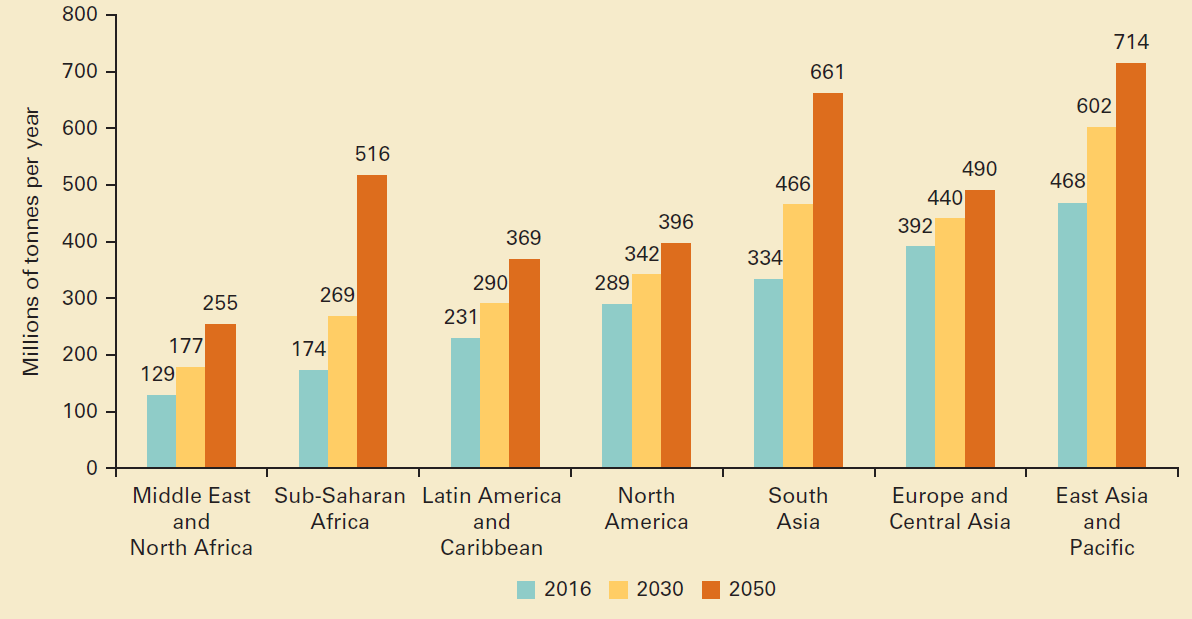 Millions of tonnes per year
800
700
600
500
400
300
200
100
0
129
177
255
174
269
516
231
290
369
289
342
396
334
466
661
392
440
490
468
602
714
Middle East
and
North Africa
Sub-Saharan
Africa
Latin America
and
Caribbean
North
America
South
Asia
Europe and
Central Asia
East Asia
and
Pacific
2016 2030 2050